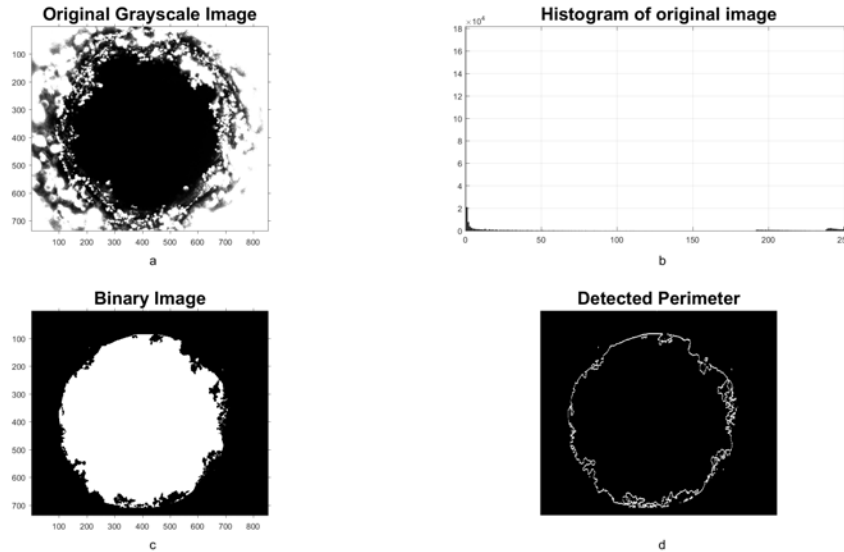 Original Grayscale Image
100
200
300
400
500
600
700
100 200 300 400 500 600 700 800
a
Histogram of original image
×10⁴
18
16
14
12
10
8
6
4
2
0
0 50 100 150 200 250
b
Binary Image
100
200
300
400
500
600
700
100 200 300 400 500 600 700 800
c
Detected Perimeter
d